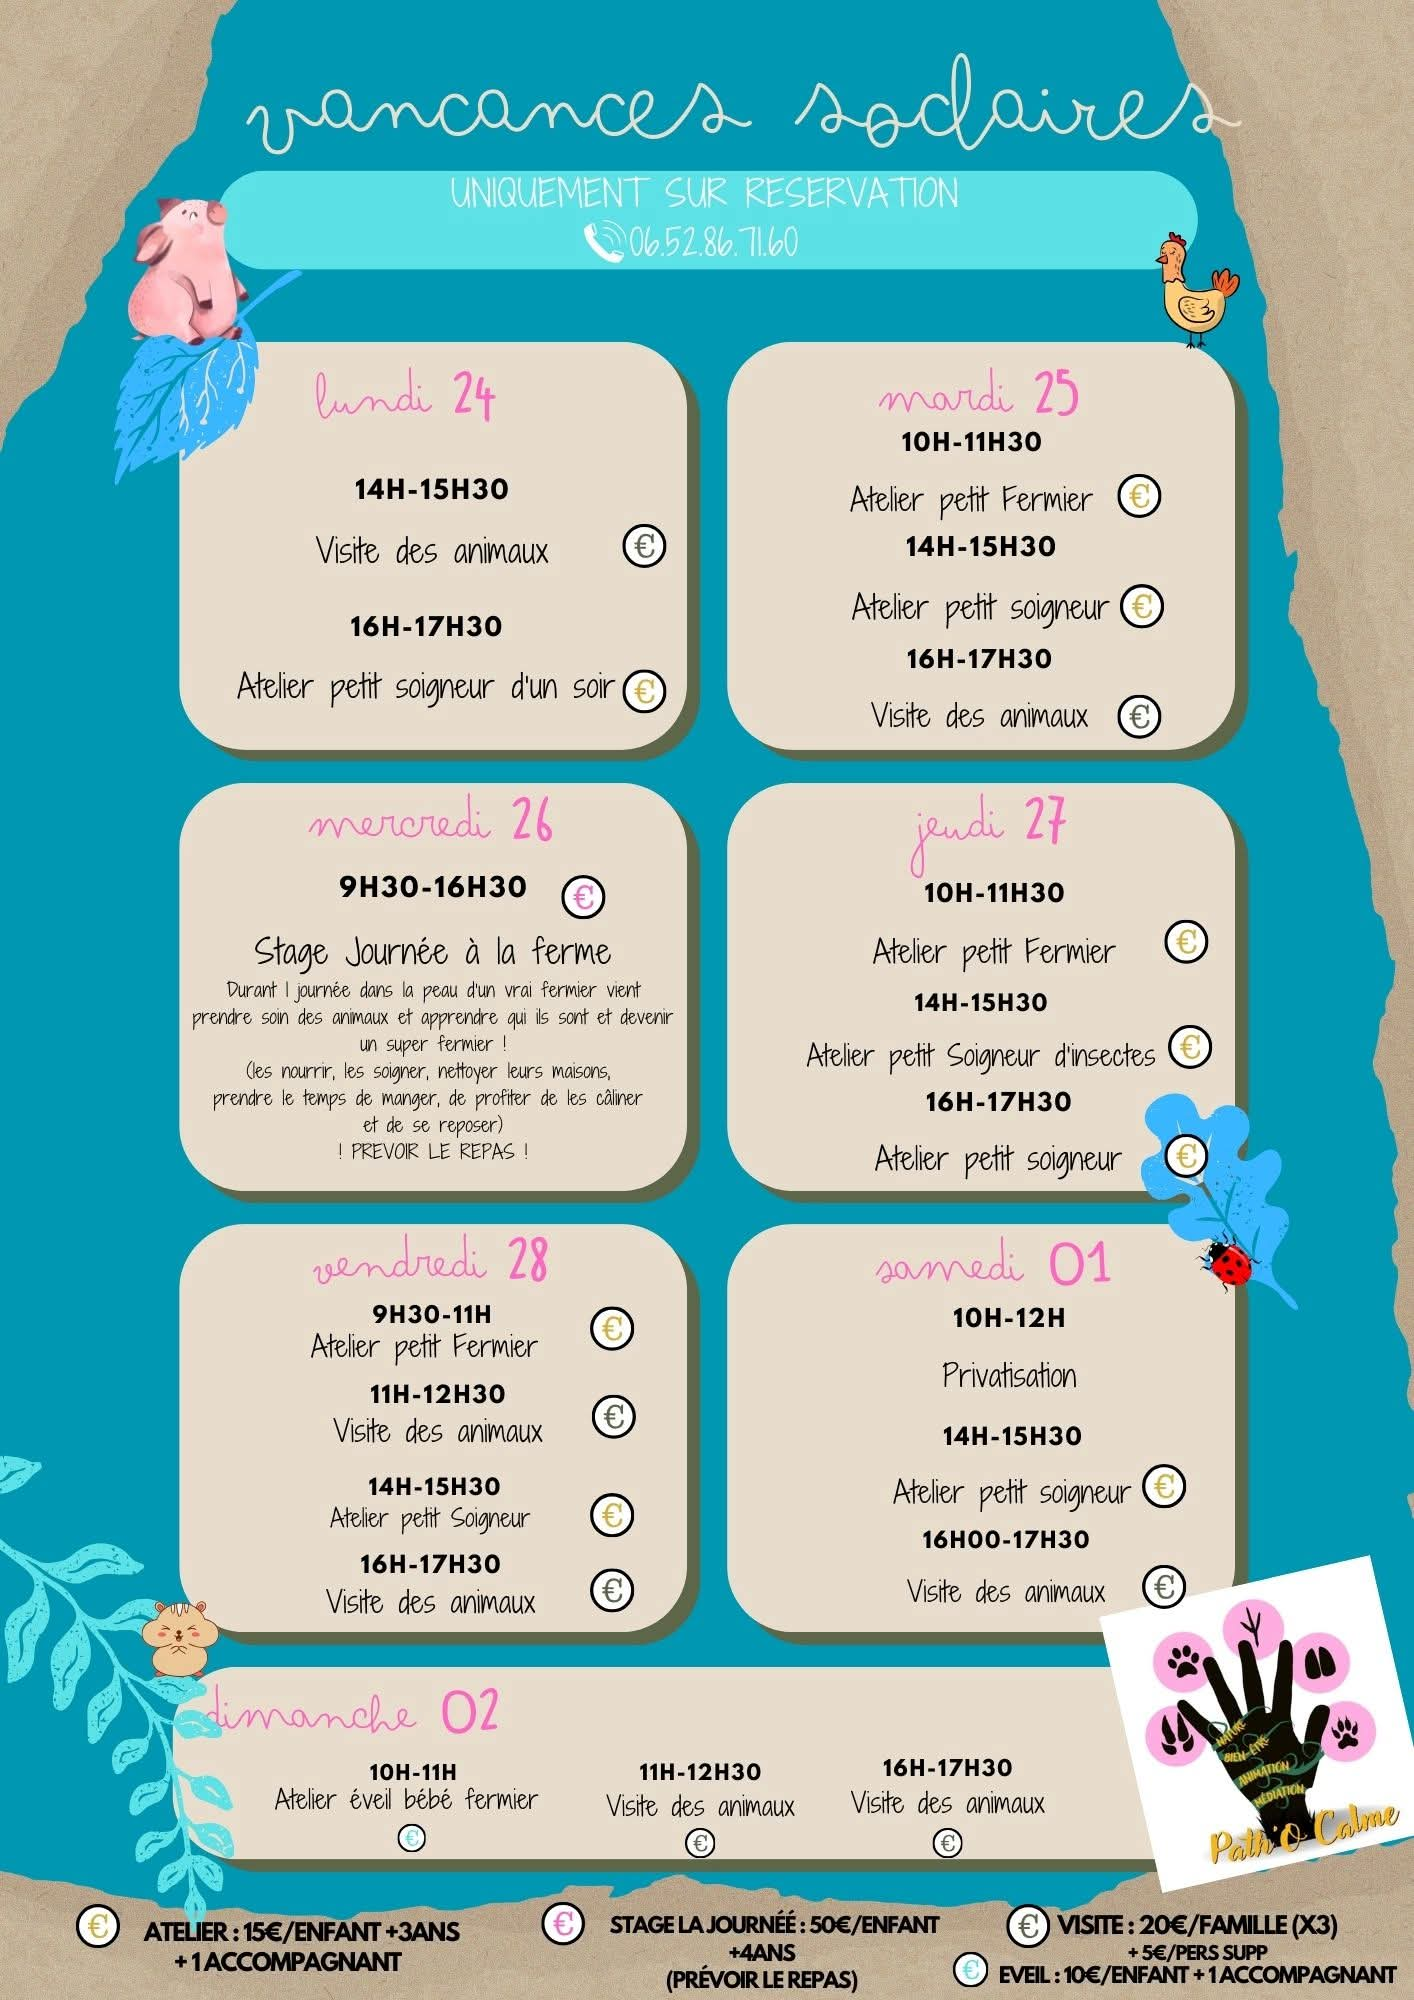 vancances scolaires
UNIQUEMENT SUR RESERVATION
06.52.86.71.60
lundi 24
14H-15H30
Visite des animaux
€
16H-17H30
Atelier petit soigneur d'un soir
€
mardi 25
10H-11H30
Atelier petit Fermier
€
14H-15H30
Atelier petit soigneur
€
16H-17H30
Visite des animaux
€
mercredi 26
9H30-16H30
€
Stage Journée à la ferme
Durant 1 journée dans la peau d'un vrai fermier vient
prendre soin des animaux et apprendre qui ils sont et devenir
un super fermier !
(les nourrir, les soigner, nettoyer leurs maisons,
prendre le temps de manger, de profiter de les câliner
et de se reposer)
! PREVOIR LE REPAS !
jeudi 27
10H-11H30
Atelier petit Fermier
€
14H-15H30
Atelier petit Soigneur d'insectes
€
16H-17H30
Atelier petit soigneur
€
vendredi 28
9H30-11H
Atelier petit Fermier
€
11H-12H30
Visite des animaux
€
14H-15H30
Atelier petit Soigneur
€
16H-17H30
Visite des animaux
€
samedi 01
10H-12H
Privatisation
14H-15H30
Atelier petit soigneur
€
16H00-17H30
Visite des animaux
€
dimanche 02
10H-11H
Atelier éveil bébé fermier
€
11H-12H30
Visite des animaux
€
16H-17H30
Visite des animaux
€
NATURE
BIEN-ETRE
ANIMATION
MÉDIATION
Path'O Calme
€ ATELIER : 15€/ENFANT +3ANS
+ 1 ACCOMPAGNANT
€ STAGE LA JOURNÉÉ : 50€/ENFANT
+4ANS
(PRÉVOIR LE REPAS)
€ VISITE : 20€/FAMILLE (X3)
+ 5€/PERS SUPP
€ EVEIL : 10€/ENFANT + 1 ACCOMPAGNANT